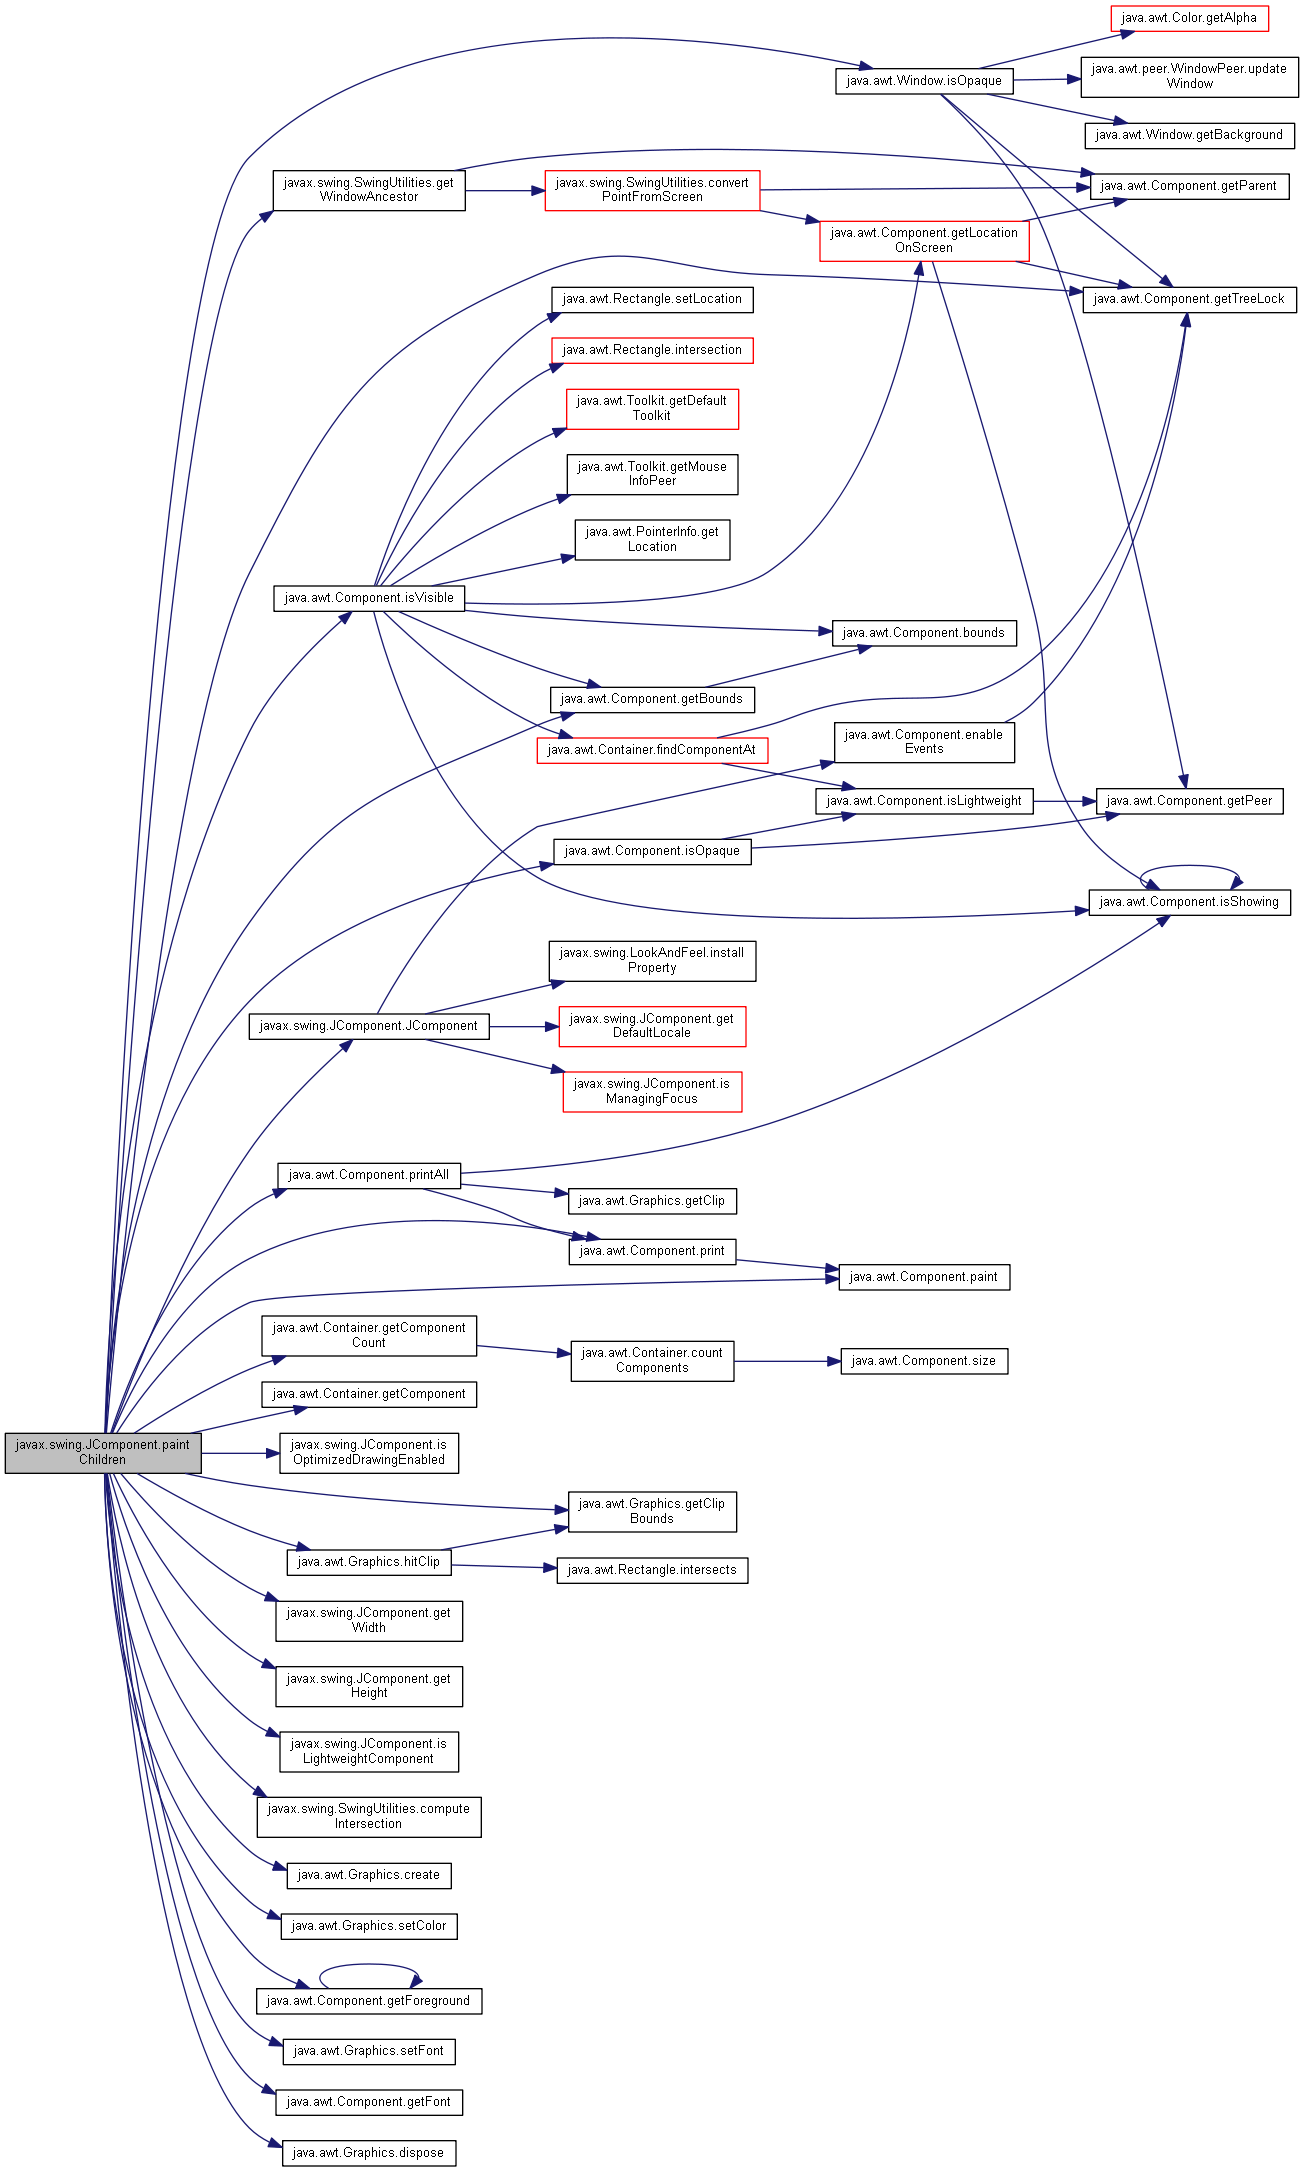 java.awt.Color.getAlpha
java.awt.peer.WindowPeer.update
Window
java.awt.Window.isOpaque
java.awt.Window.getBackground
javax.swing.SwingUtilities.get
WindowAncestor
javax.swing.SwingUtilities.convert
PointFromScreen
java.awt.Component.getParent
java.awt.Component.getLocation
OnScreen
java.awt.Rectangle.setLocation
java.awt.Component.getTreeLock
java.awt.Rectangle.intersection
java.awt.Toolkit.getDefault
Toolkit
java.awt.Toolkit.getMouse
InfoPeer
java.awt.PointerInfo.get
Location
java.awt.Component.isVisible
java.awt.Component.bounds
java.awt.Component.getBounds
java.awt.Container.findComponentAt
java.awt.Component.enable
Events
java.awt.Component.isLightweight
java.awt.Component.getPeer
java.awt.Component.isOpaque
java.awt.Component.isShowing
javax.swing.LookAndFeel.install
Property
javax.swing.JComponent.JComponent
javax.swing.JComponent.get
DefaultLocale
javax.swing.JComponent.is
ManagingFocus
java.awt.Component.printAll
java.awt.Graphics.getClip
java.awt.Component.print
java.awt.Component.paint
java.awt.Container.getComponent
Count
java.awt.Container.count
Components
java.awt.Component.size
java.awt.Container.getComponent
javax.swing.JComponent.paint
Children
javax.swing.JComponent.is
OptimizedDrawingEnabled
java.awt.Graphics.getClip
Bounds
java.awt.Graphics.hitClip
java.awt.Rectangle.intersects
javax.swing.JComponent.get
Width
javax.swing.JComponent.get
Height
javax.swing.JComponent.is
LightweightComponent
javax.swing.SwingUtilities.compute
Intersection
java.awt.Graphics.create
java.awt.Graphics.setColor
java.awt.Component.getForeground
java.awt.Graphics.setFont
java.awt.Component.getFont
java.awt.Graphics.dispose